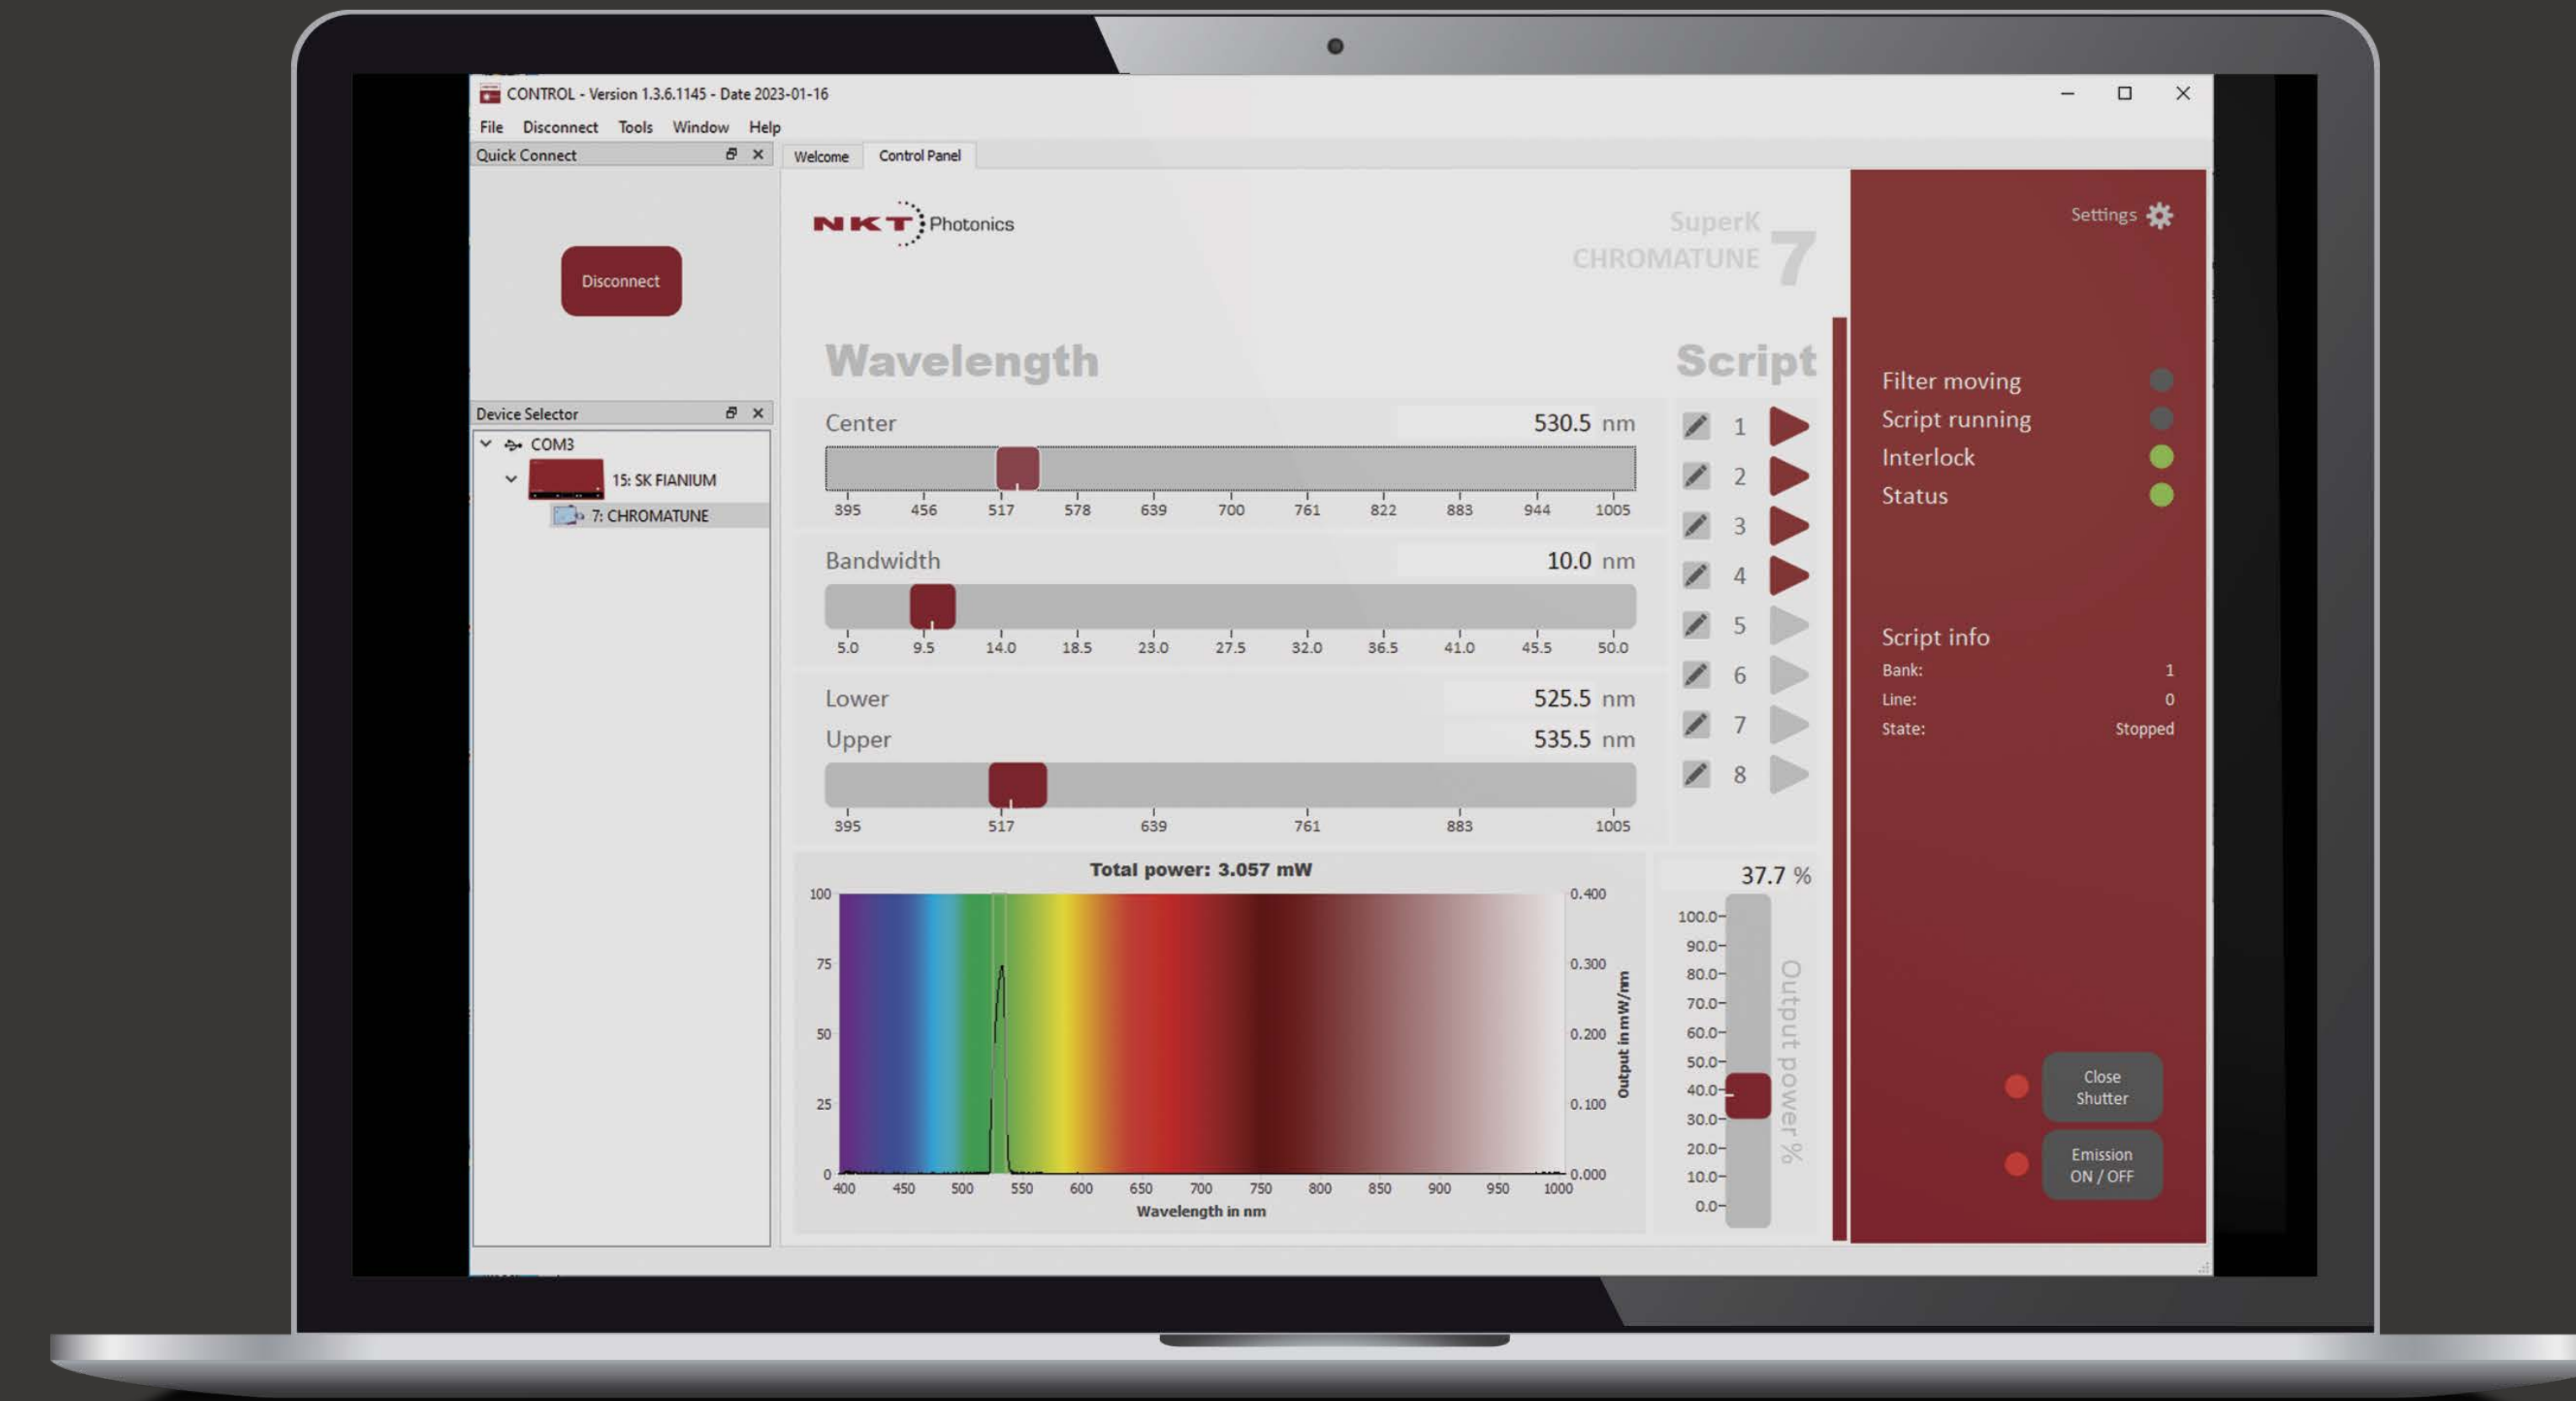 CONTROL - Version 1.3.6.1145 - Date 2023-01-16
File Disconnect Tools Window Help
Quick Connect
Disconnect
Device Selector
COM3
15: SK FIANIUM
7: CHROMATUNE
Welcome Control Panel
NKT Photonics
SuperK
CHROMATUNE 7
Wavelength
Center 530.5 nm
395 456 517 578 639 700 761 822 883 944 1005
Bandwidth 10.0 nm
5.0 9.5 14.0 18.5 23.0 27.5 32.0 36.5 41.0 45.5 50.0
Lower 525.5 nm
Upper 535.5 nm
395 517 639 761 883 1005
Script
1
2
3
4
5
6
7
8
Total power: 3.057 mW
100
75
50
25
0
0.400
0.300
0.200
0.100
0.000
Output in mW/nm
400 450 500 550 600 650 700 750 800 850 900 950 1000
Wavelength in nm
37.7 %
100.0
90.0
80.0
70.0
60.0
50.0
40.0
30.0
20.0
10.0
0.0
Output power %
Settings
Filter moving
Script running
Interlock
Status
Script info
Bank: 1
Line: 0
State: Stopped
Close
Shutter
Emission
ON / OFF